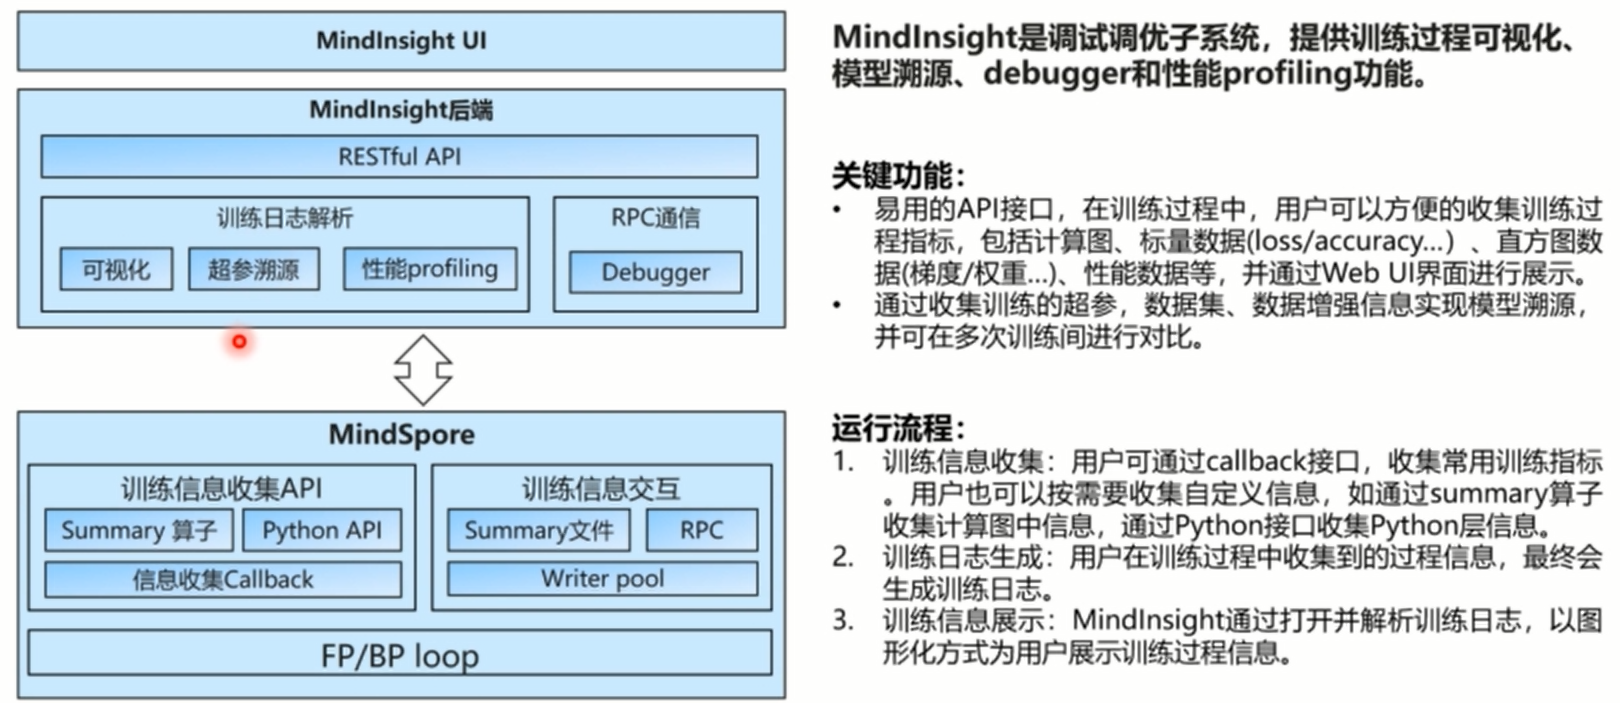 MindInsight UI
MindInsight后端
RESTful API
训练日志解析
可视化
超参溯源
性能profiling
RPC通信
Debugger
MindSpore
训练信息收集API
Summary 算子
Python API
信息收集Callback
训练信息交互
Summary文件
RPC
Writer pool
FP/BP loop
MindInsight是调试调优子系统，提供训练过程可视化、
模型溯源、debugger和性能profiling功能。
关键功能：
• 易用的API接口，在训练过程中，用户可以方便的收集训练过
程指标，包括计算图、标量数据(loss/accuracy...）、直方图数
据(梯度/权重...)、性能数据等，并通过Web UI界面进行展示。
• 通过收集训练的超参，数据集、数据增强信息实现模型溯源，
并可在多次训练间进行对比。
运行流程：
1. 训练信息收集：用户可通过callback接口，收集常用训练指标
。用户也可以按需要收集自定义信息，如通过summary算子
收集计算图中信息，通过Python接口收集Python层信息。
2. 训练日志生成：用户在训练过程中收集到的过程信息，最终会
生成训练日志。
3. 训练信息展示：MindInsight通过打开并解析训练日志，以图
形化方式为用户展示训练过程信息。